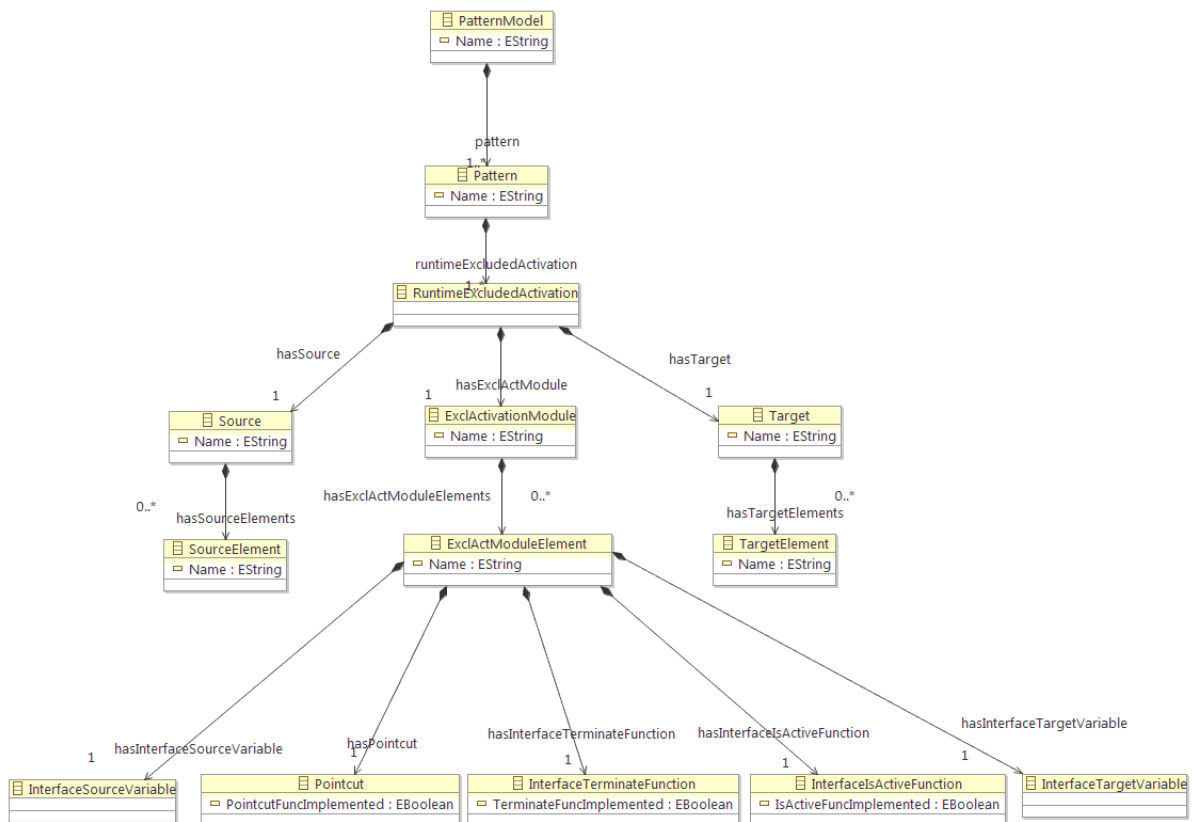 PatternModel
Name : EString
pattern
1..*
Pattern
Name : EString
runtimeExcludedActivation
1..*
RuntimeExcludedActivation
hasSource
hasTarget
1
hasExclActModule
1
1
Source
Name : EString
ExclActivationModule
Name : EString
Target
Name : EString
0..*
hasSourceElements
hasExclActModuleElements
0..*
0..*
hasTargetElements
SourceElement
Name : EString
ExclActModuleElement
Name : EString
TargetElement
Name : EString
hasInterfaceSourceVariable
1
hasPointcut
1
hasInterfaceTerminateFunction
1
hasInterfaceIsActiveFunction
1
hasInterfaceTargetVariable
1
InterfaceSourceVariable
Pointcut
PointcutFuncImplemented : EBoolean
InterfaceTerminateFunction
TerminateFuncImplemented : EBoolean
InterfaceIsActiveFunction
IsActiveFuncImplemented : EBoolean
InterfaceTargetVariable